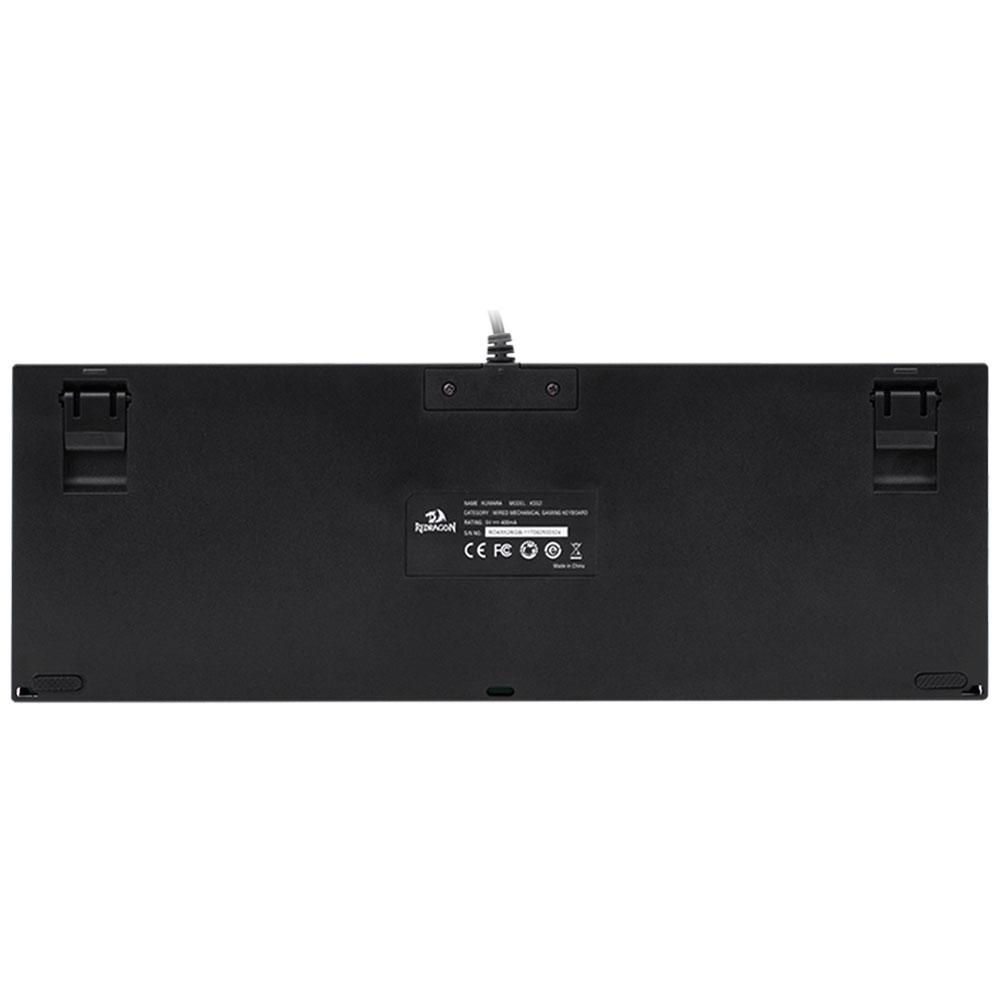 REDRAGON
NAME: KUMARA MODEL: K552
CATEGORY: WIRED MECHANICAL GAMING KEYBOARD
RATING: 5V 400mA
S/N NO.:
CE FC
Made in China